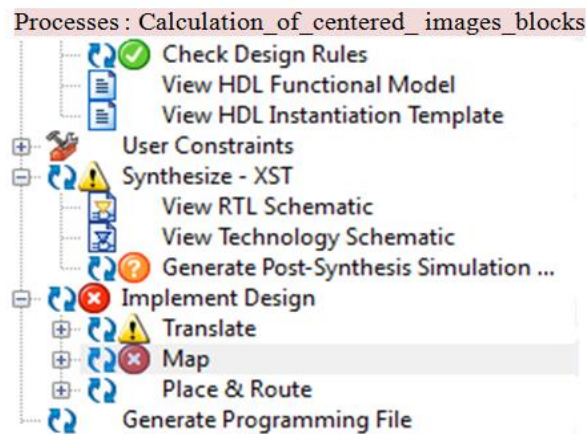 Processes : Calculation_of_centered_ images_blocks
Check Design Rules
View HDL Functional Model
View HDL Instantiation Template
User Constraints
Synthesize - XST
View RTL Schematic
View Technology Schematic
Generate Post-Synthesis Simulation ...
Implement Design
Translate
Map
Place & Route
Generate Programming File